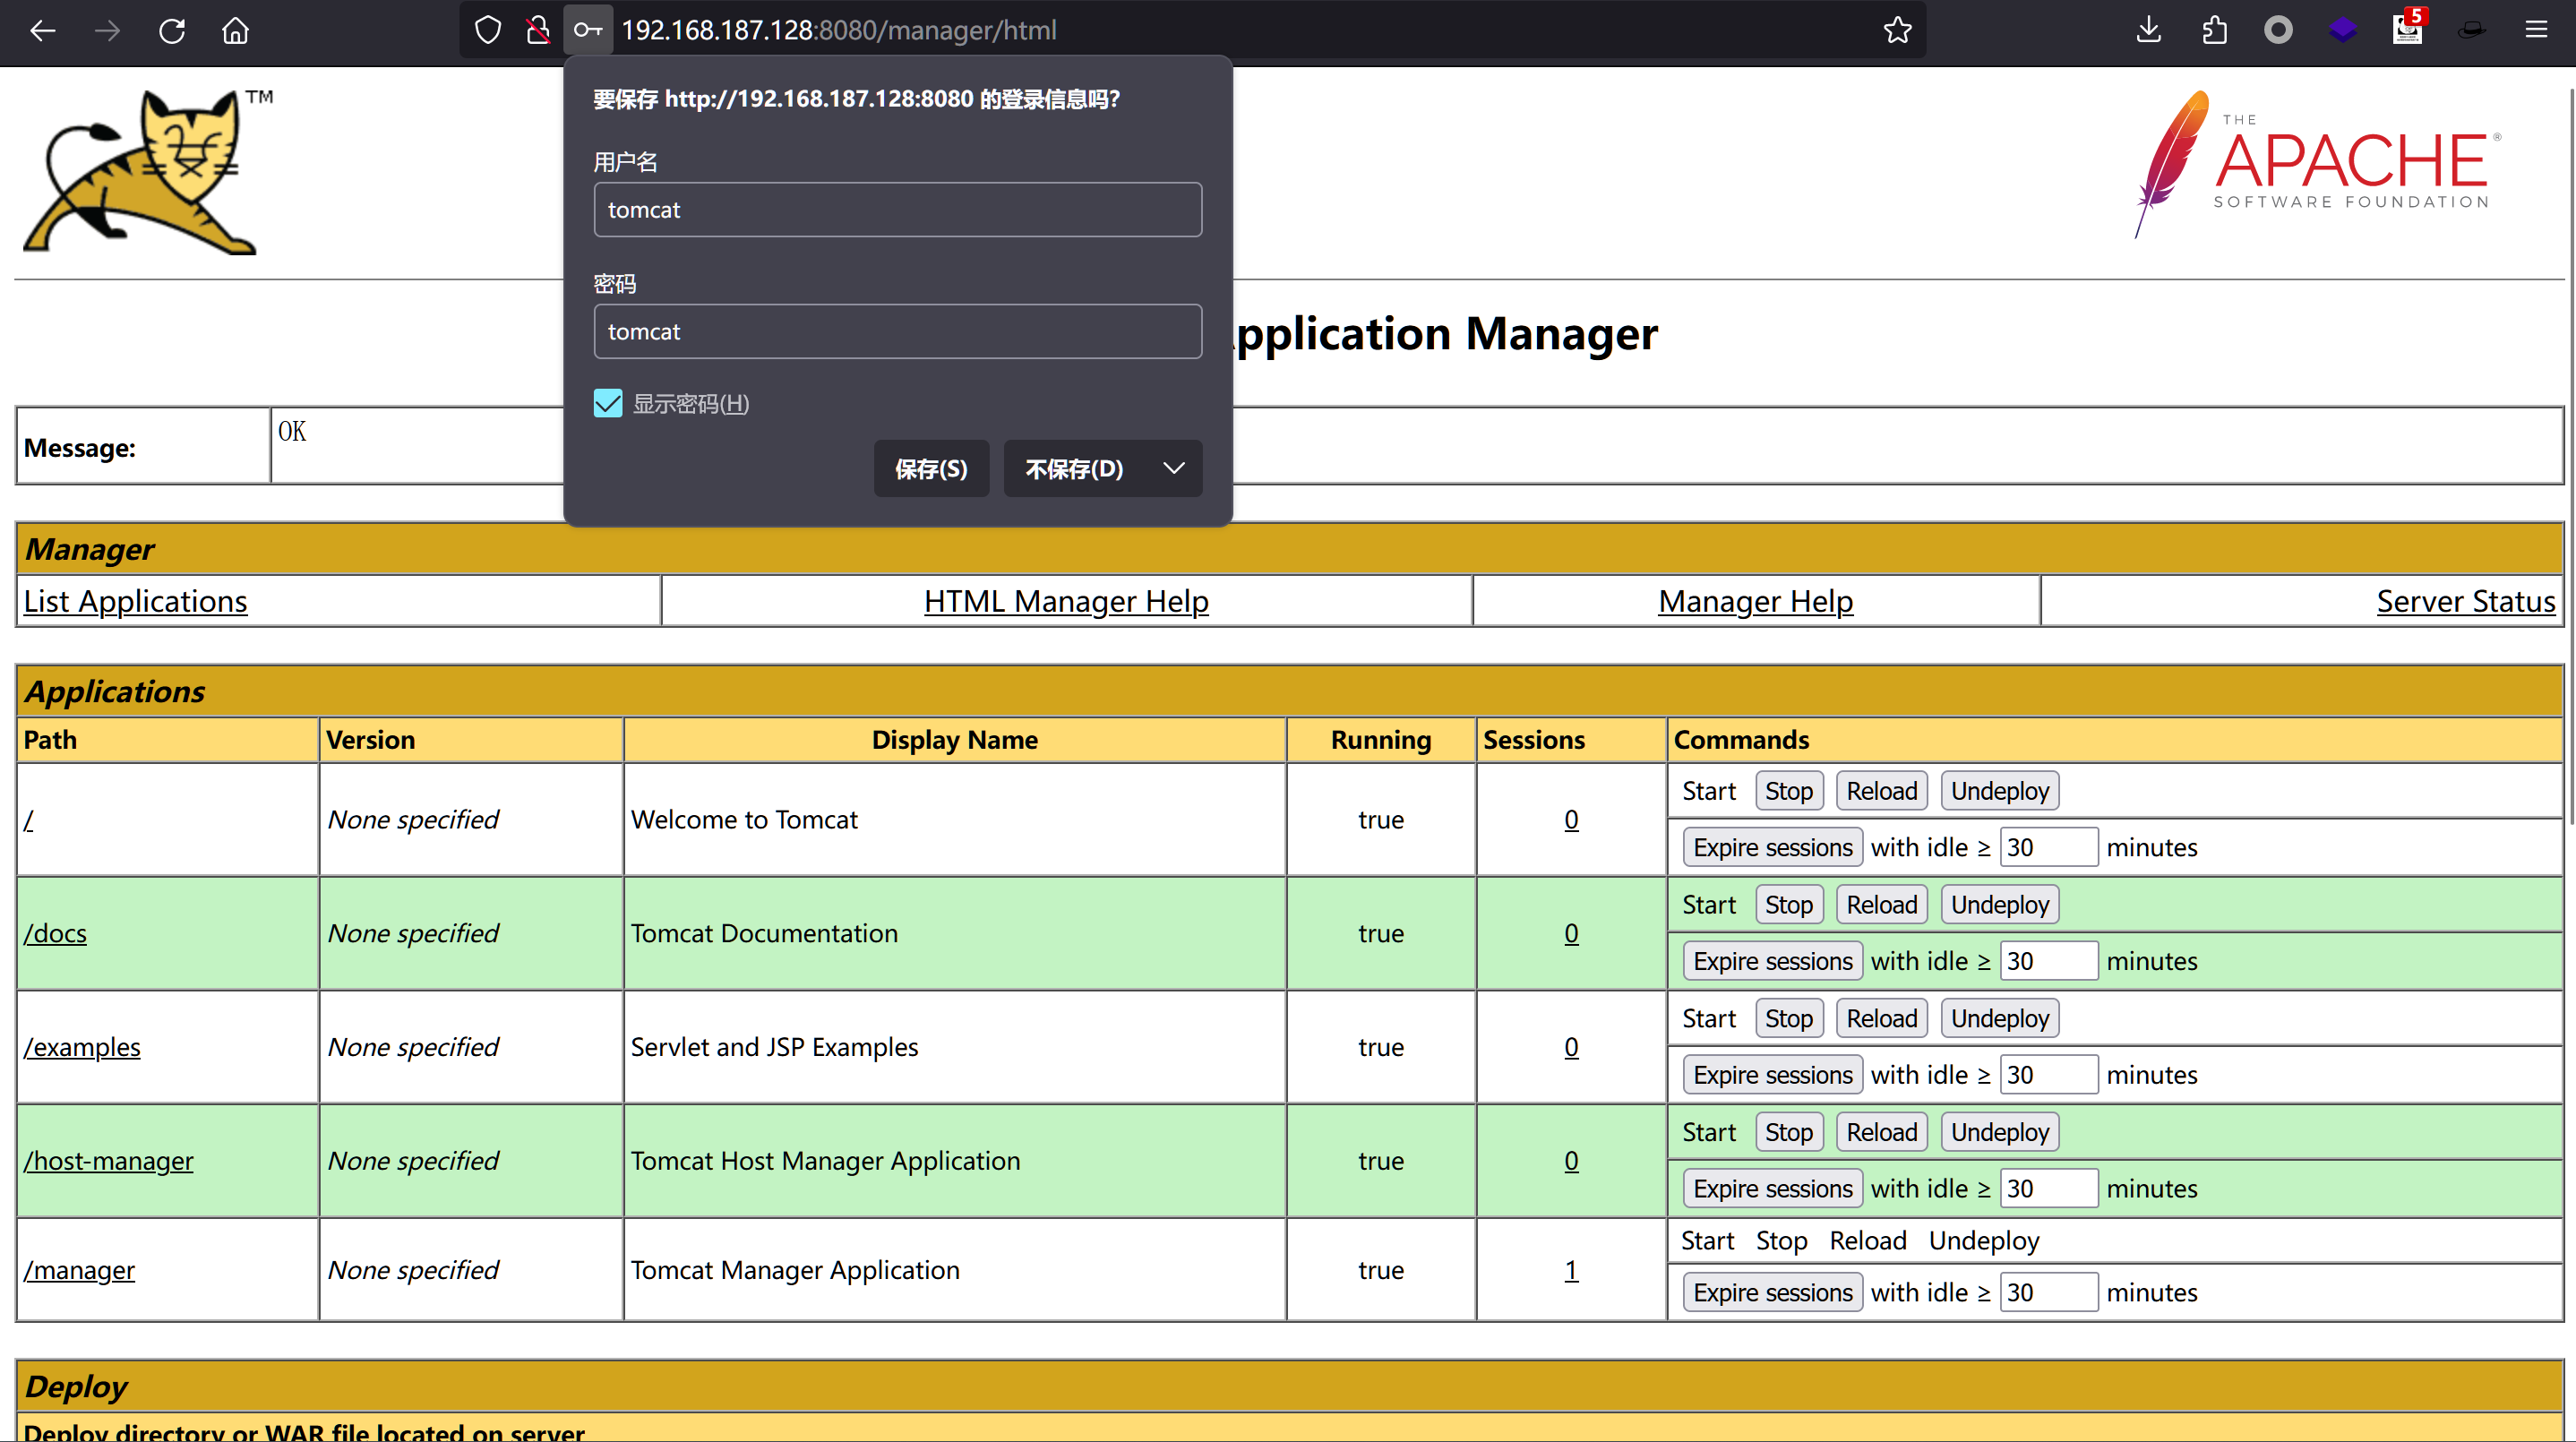 192.168.187.128:8080/manager/html
5
要保存 http://192.168.187.128:8080 的登录信息吗?
用户名
tomcat
密码
tomcat
显示密码(H)
保存(S) 不保存(D)
TM
THE
APACHE®
SOFTWARE FOUNDATION
pplication Manager
Message: OK
Manager
List Applications HTML Manager Help Manager Help Server Status
Applications
Path Version Display Name Running Sessions Commands
/ None specified Welcome to Tomcat true 0 Start Stop Reload Undeploy
Expire sessions with idle ≥ 30 minutes
/docs None specified Tomcat Documentation true 0 Start Stop Reload Undeploy
Expire sessions with idle ≥ 30 minutes
/examples None specified Servlet and JSP Examples true 0 Start Stop Reload Undeploy
Expire sessions with idle ≥ 30 minutes
/host-manager None specified Tomcat Host Manager Application true 0 Start Stop Reload Undeploy
Expire sessions with idle ≥ 30 minutes
/manager None specified Tomcat Manager Application true 1 Start Stop Reload Undeploy
Expire sessions with idle ≥ 30 minutes
Deploy
Deploy directory or WAR file located on server